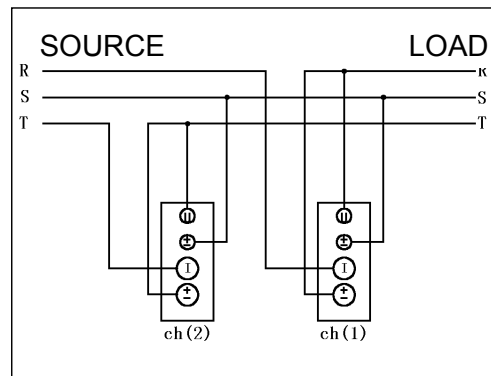 SOURCE LOAD
R R
S S
T T
U U
± ±
I I
± ±
ch(2) ch(1)